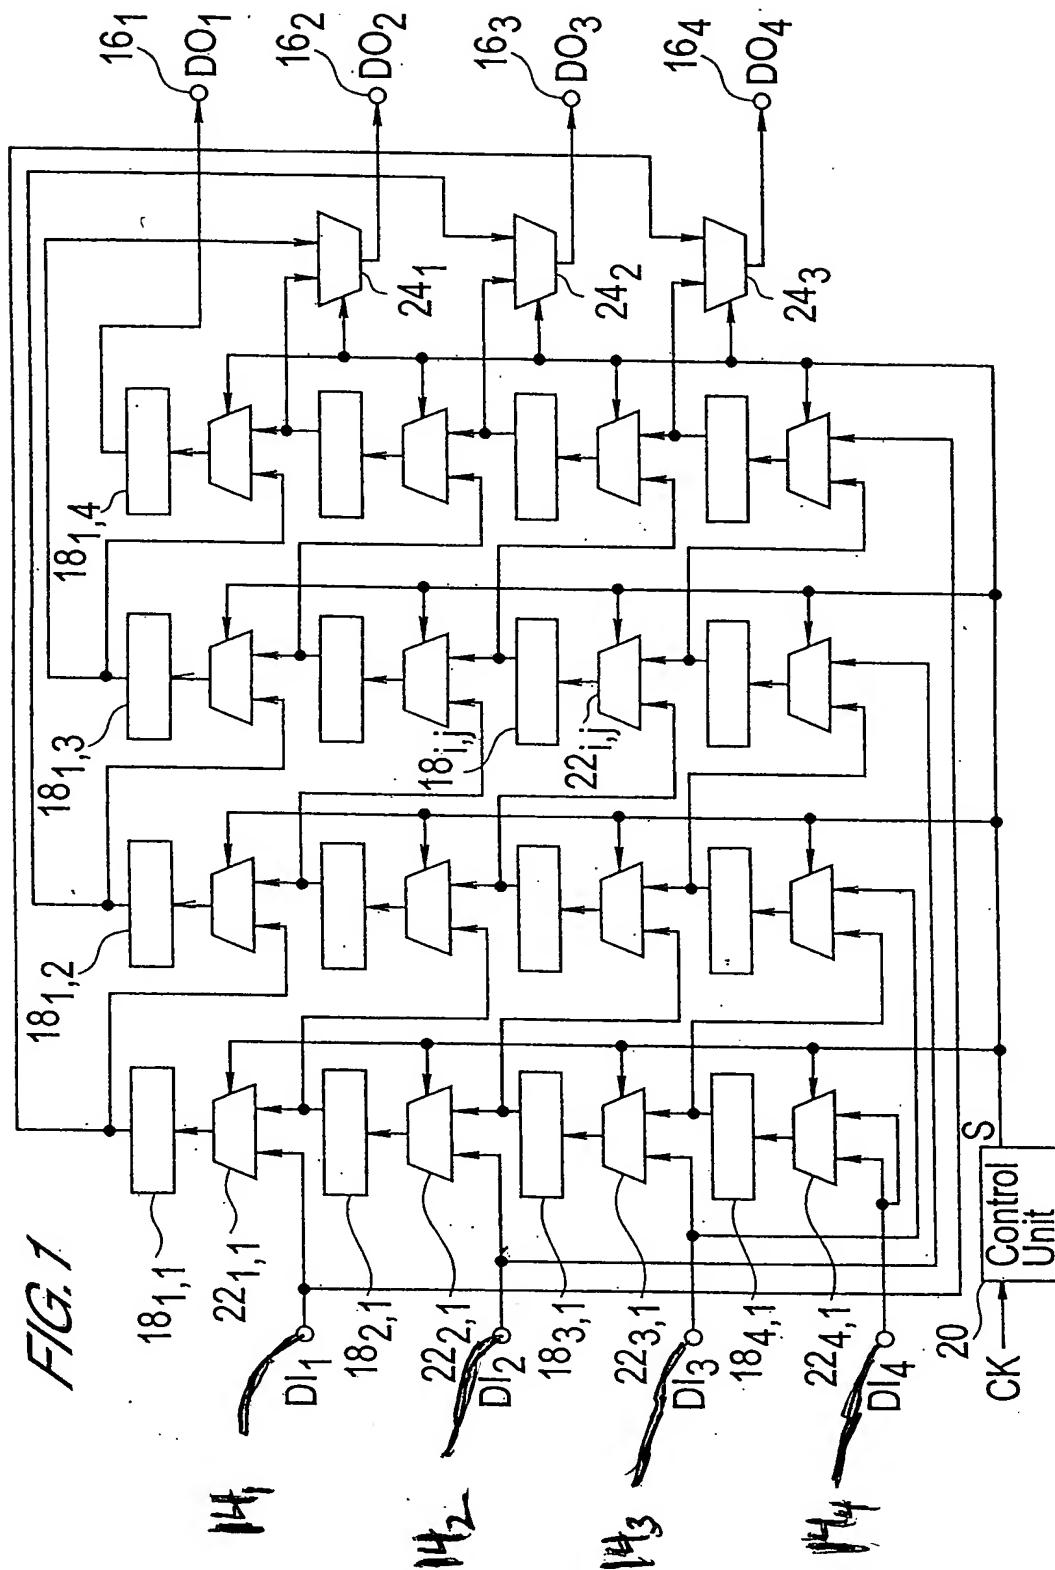 FIG. 1
18₁,₁
22₁,₁
18₂,₁
22₂,₁
18₃,₁
22₃,₁
18₄,₁
22₄,₁
18₁,₂
18₁,₃
18₁,₄
18i,j
22i,j
24₁
24₂
24₃
16₁
DO₁
16₂
DO₂
16₃
DO₃
16₄
DO₄
14₁
DI₁
14₂
DI₂
14₃
DI₃
14₄
DI₄
20
CK
Control
Unit
S